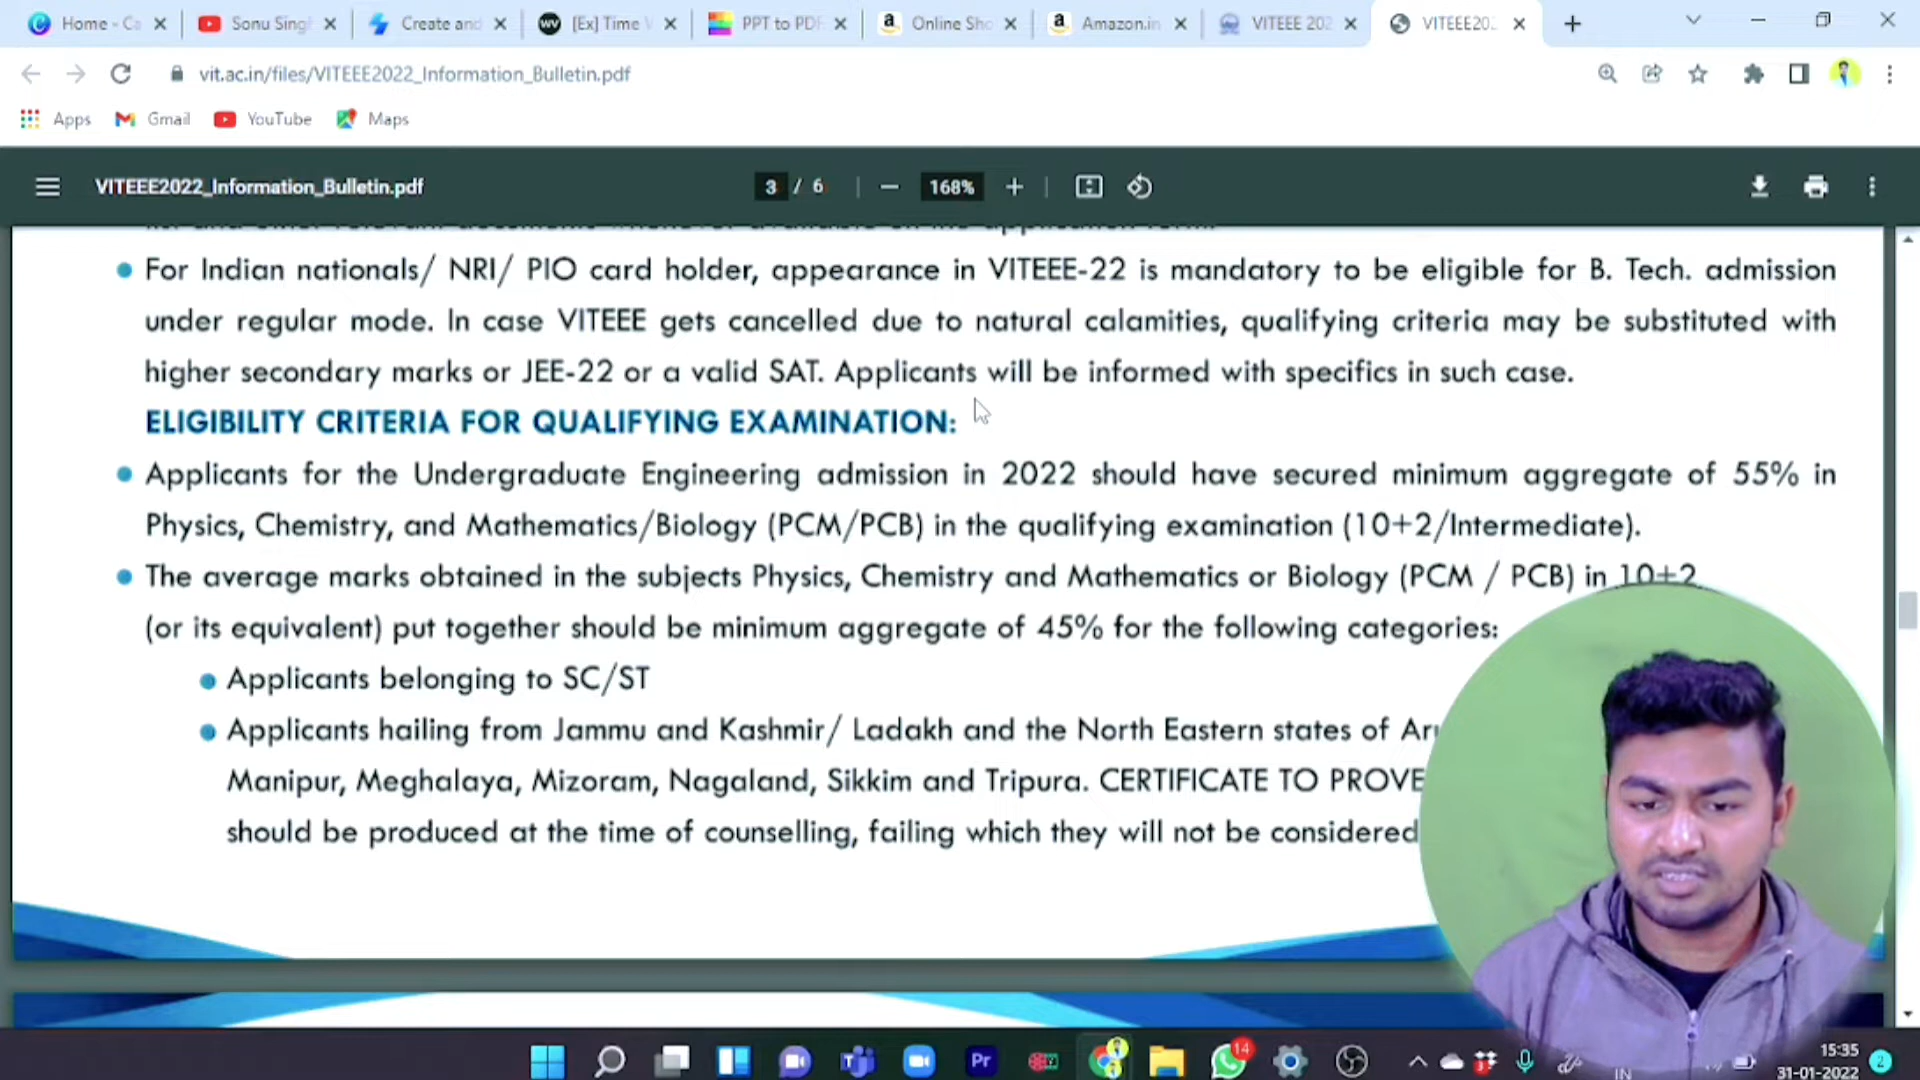 Home - Ca
Sonu Singh
Create and
[Ex] Time
PPT to PDF
Online Sho
Amazon.in
VITEEE 202
VITEEE20
vit.ac.in/files/VITEEE2022_Information_Bulletin.pdf
Apps
Gmail
YouTube
Maps
VITEEE2022_Information_Bulletin.pdf
3 / 6
168%
For Indian nationals/ NRI/ PIO card holder, appearance in VITEEE-22 is mandatory to be eligible for B. Tech. admission
under regular mode. In case VITEEE gets cancelled due to natural calamities, qualifying criteria may be substituted with
higher secondary marks or JEE-22 or a valid SAT. Applicants will be informed with specifics in such case.
ELIGIBILITY CRITERIA FOR QUALIFYING EXAMINATION:
Applicants for the Undergraduate Engineering admission in 2022 should have secured minimum aggregate of 55% in
Physics, Chemistry, and Mathematics/Biology (PCM/PCB) in the qualifying examination (10+2/Intermediate).
The average marks obtained in the subjects Physics, Chemistry and Mathematics or Biology (PCM / PCB) in 10+2
(or its equivalent) put together should be minimum aggregate of 45% for the following categories:
Applicants belonging to SC/ST
Applicants hailing from Jammu and Kashmir/ Ladakh and the North Eastern states of
Manipur, Meghalaya, Mizoram, Nagaland, Sikkim and Tripura. CERTIFICATE TO PROVE
should be produced at the time of counselling, failing which they will not be considered
Pr
14
IN
15:35
31-01-2022
2